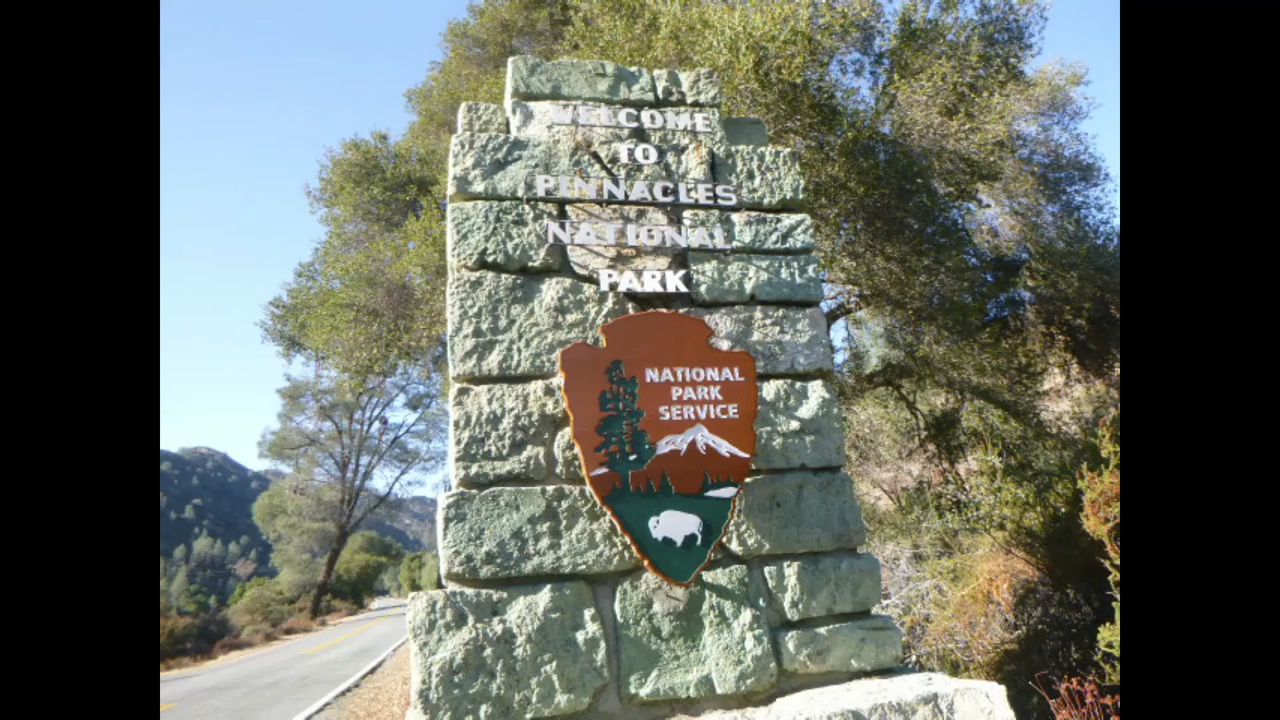 WELCOME
TO
PINNACLES
NATIONAL
PARK
NATIONAL
PARK
SERVICE